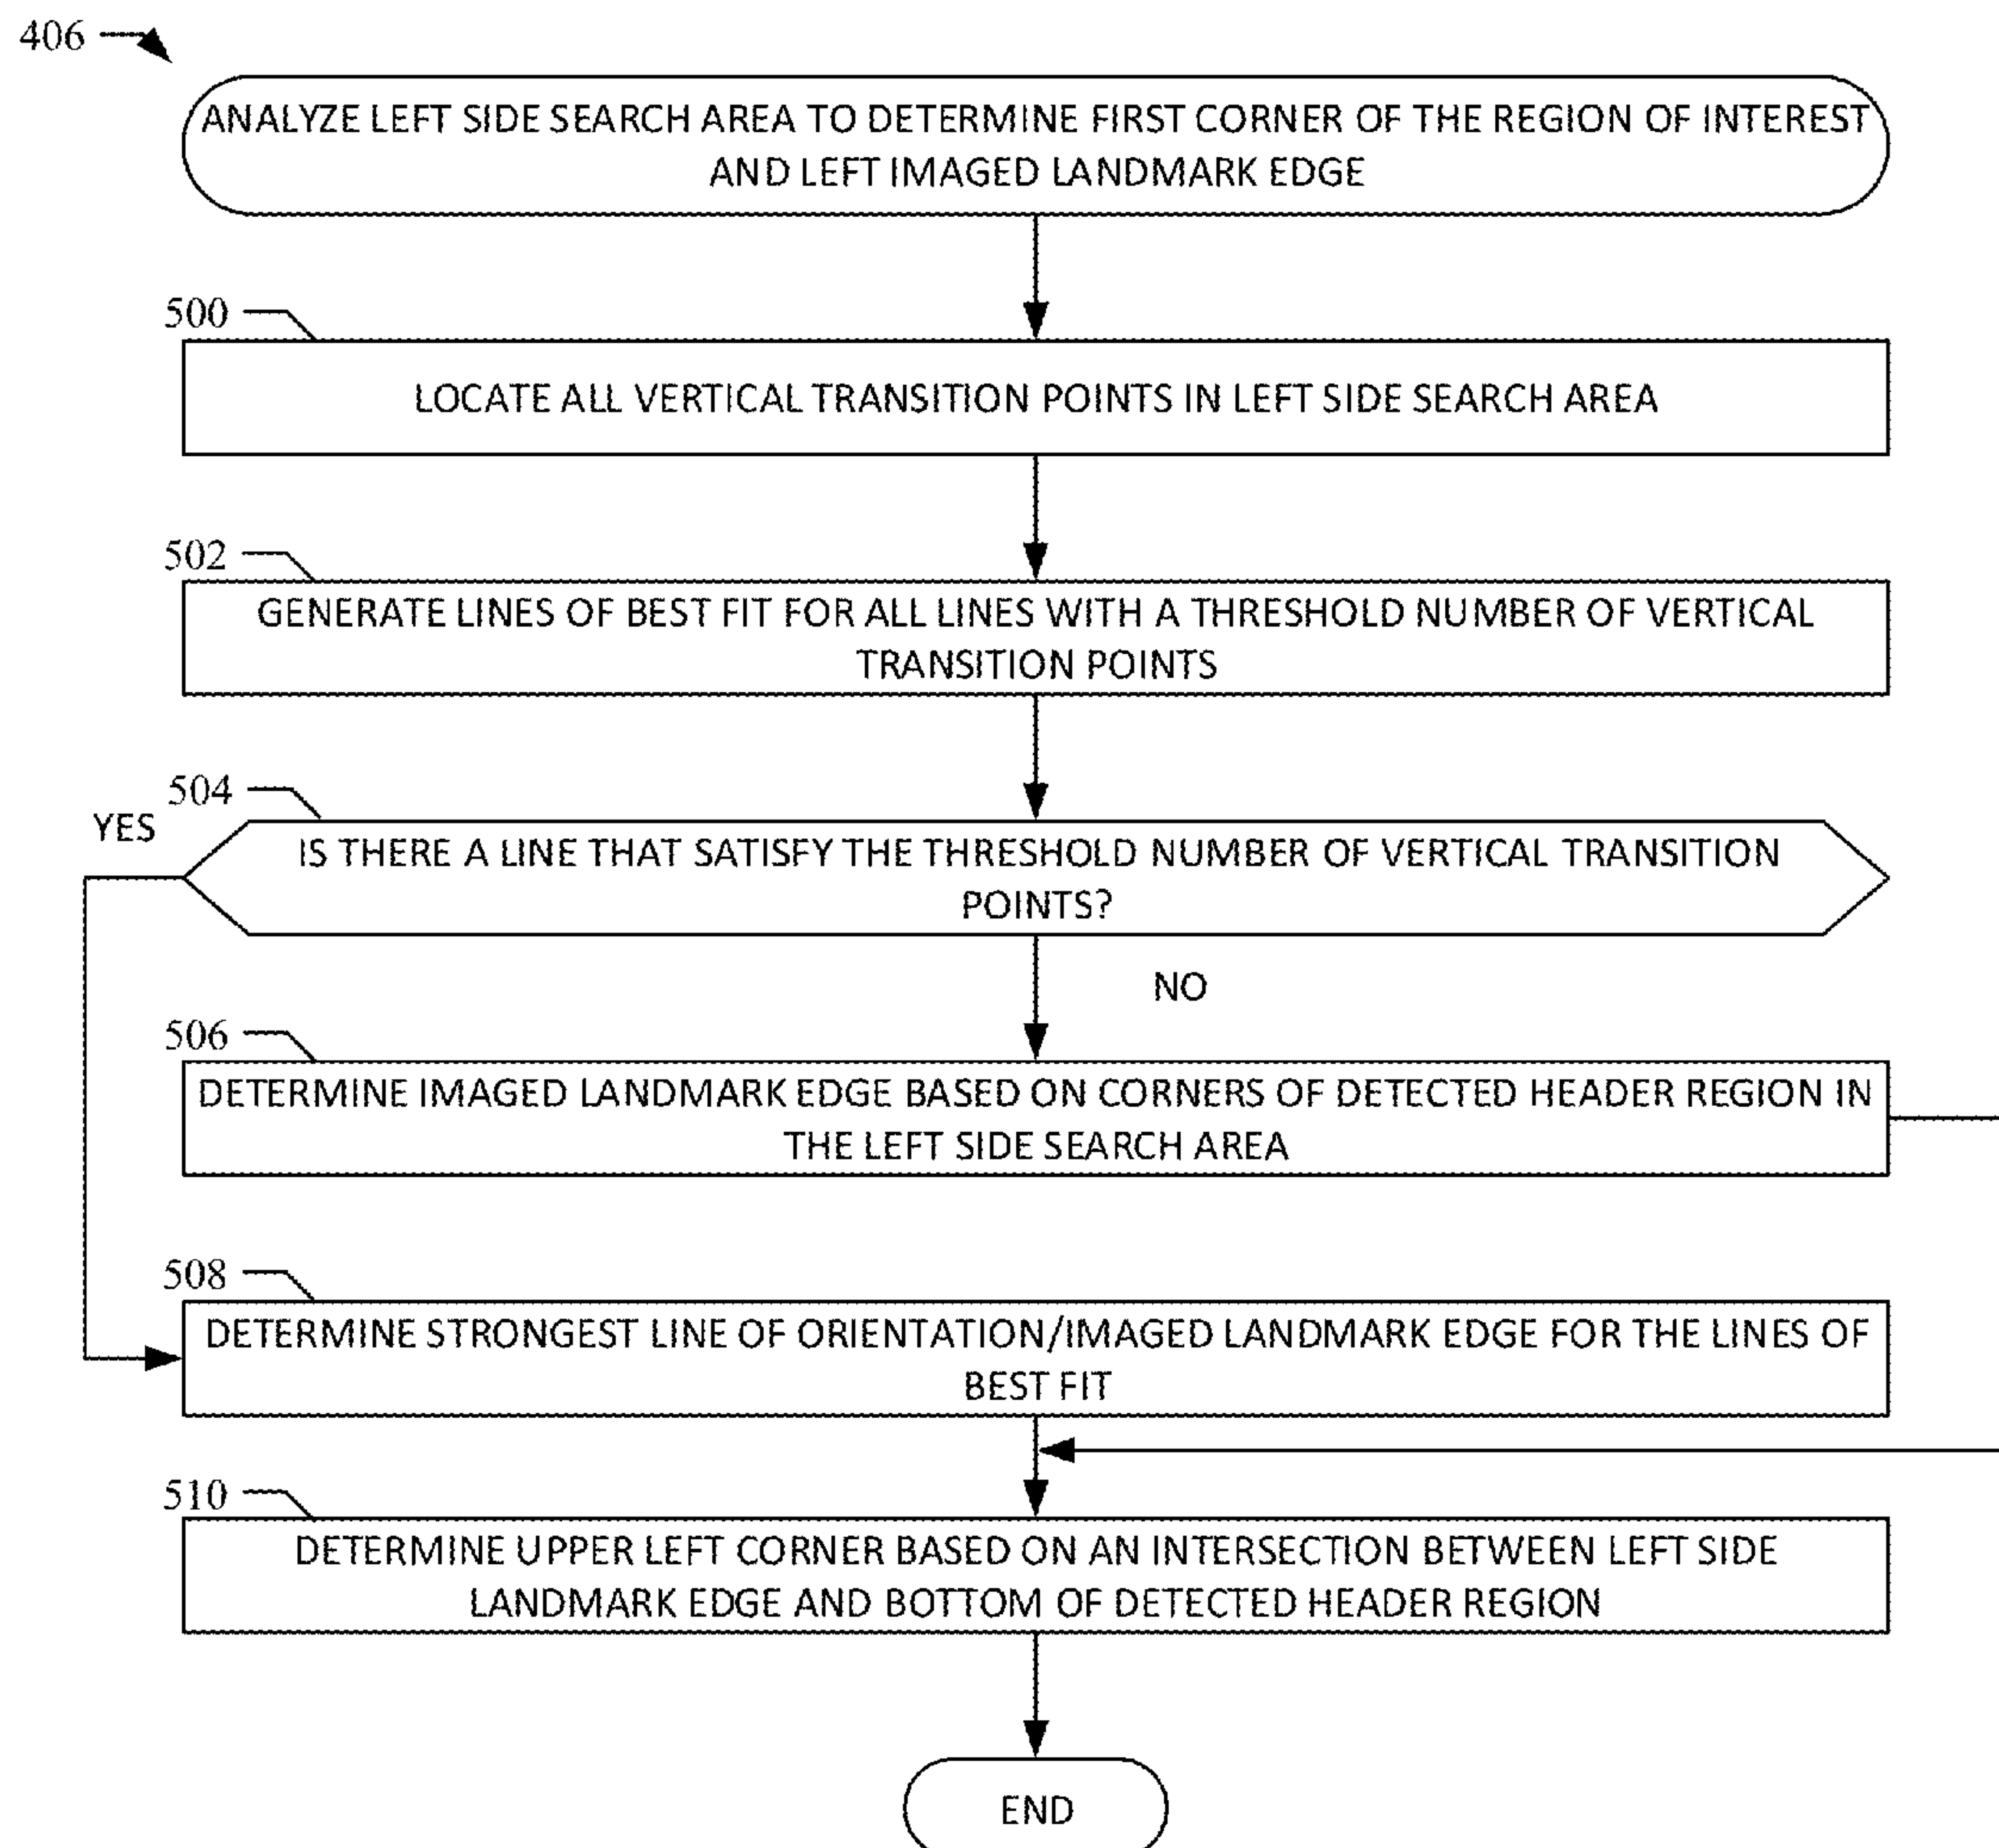 406
ANALYZE LEFT SIDE SEARCH AREA TO DETERMINE FIRST CORNER OF THE REGION OF INTEREST
AND LEFT IMAGED LANDMARK EDGE
500
LOCATE ALL VERTICAL TRANSITION POINTS IN LEFT SIDE SEARCH AREA
502
GENERATE LINES OF BEST FIT FOR ALL LINES WITH A THRESHOLD NUMBER OF VERTICAL
TRANSITION POINTS
504
YES
IS THERE A LINE THAT SATISFY THE THRESHOLD NUMBER OF VERTICAL TRANSITION
POINTS?
NO
506
DETERMINE IMAGED LANDMARK EDGE BASED ON CORNERS OF DETECTED HEADER REGION IN
THE LEFT SIDE SEARCH AREA
508
DETERMINE STRONGEST LINE OF ORIENTATION/IMAGED LANDMARK EDGE FOR THE LINES OF
BEST FIT
510
DETERMINE UPPER LEFT CORNER BASED ON AN INTERSECTION BETWEEN LEFT SIDE
LANDMARK EDGE AND BOTTOM OF DETECTED HEADER REGION
END